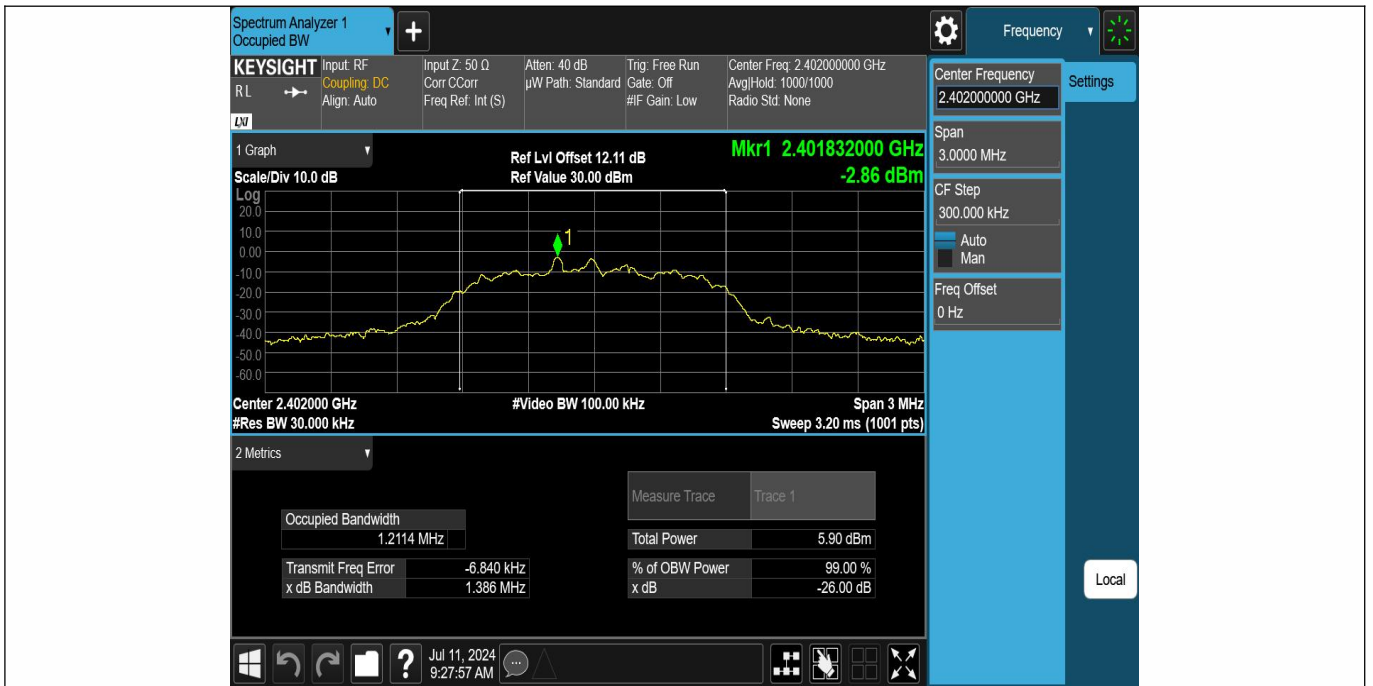 Spectrum Analyzer 1
Occupied BW
+
Frequency
KEYSIGHT
RL
LXI
Input: RF
Coupling: DC
Align: Auto
Input Z: 50 Ω
Corr CCorr
Freq Ref: Int (S)
Atten: 40 dB
µW Path: Standard
Trig: Free Run
Gate: Off
#IF Gain: Low
Center Freq: 2.402000000 GHz
Avg|Hold: 1000/1000
Radio Std: None
Center Frequency
2.402000000 GHz
Settings
Span
3.0000 MHz
CF Step
300.000 kHz
Auto
Man
Freq Offset
0 Hz
Local
1 Graph
Scale/Div 10.0 dB
Ref Lvl Offset 12.11 dB
Ref Value 30.00 dBm
Mkr1 2.401832000 GHz
-2.86 dBm
Log
20.0
10.0
0.00
-10.0
-20.0
-30.0
-40.0
-50.0
-60.0
1
Center 2.402000 GHz
#Video BW 100.00 kHz
Span 3 MHz
#Res BW 30.000 kHz
Sweep 3.20 ms (1001 pts)
2 Metrics
Measure Trace Trace 1
Occupied Bandwidth
1.2114 MHz
Total Power 5.90 dBm
Transmit Freq Error -6.840 kHz
% of OBW Power 99.00 %
x dB Bandwidth 1.386 MHz
x dB -26.00 dB
?
Jul 11, 2024
9:27:57 AM